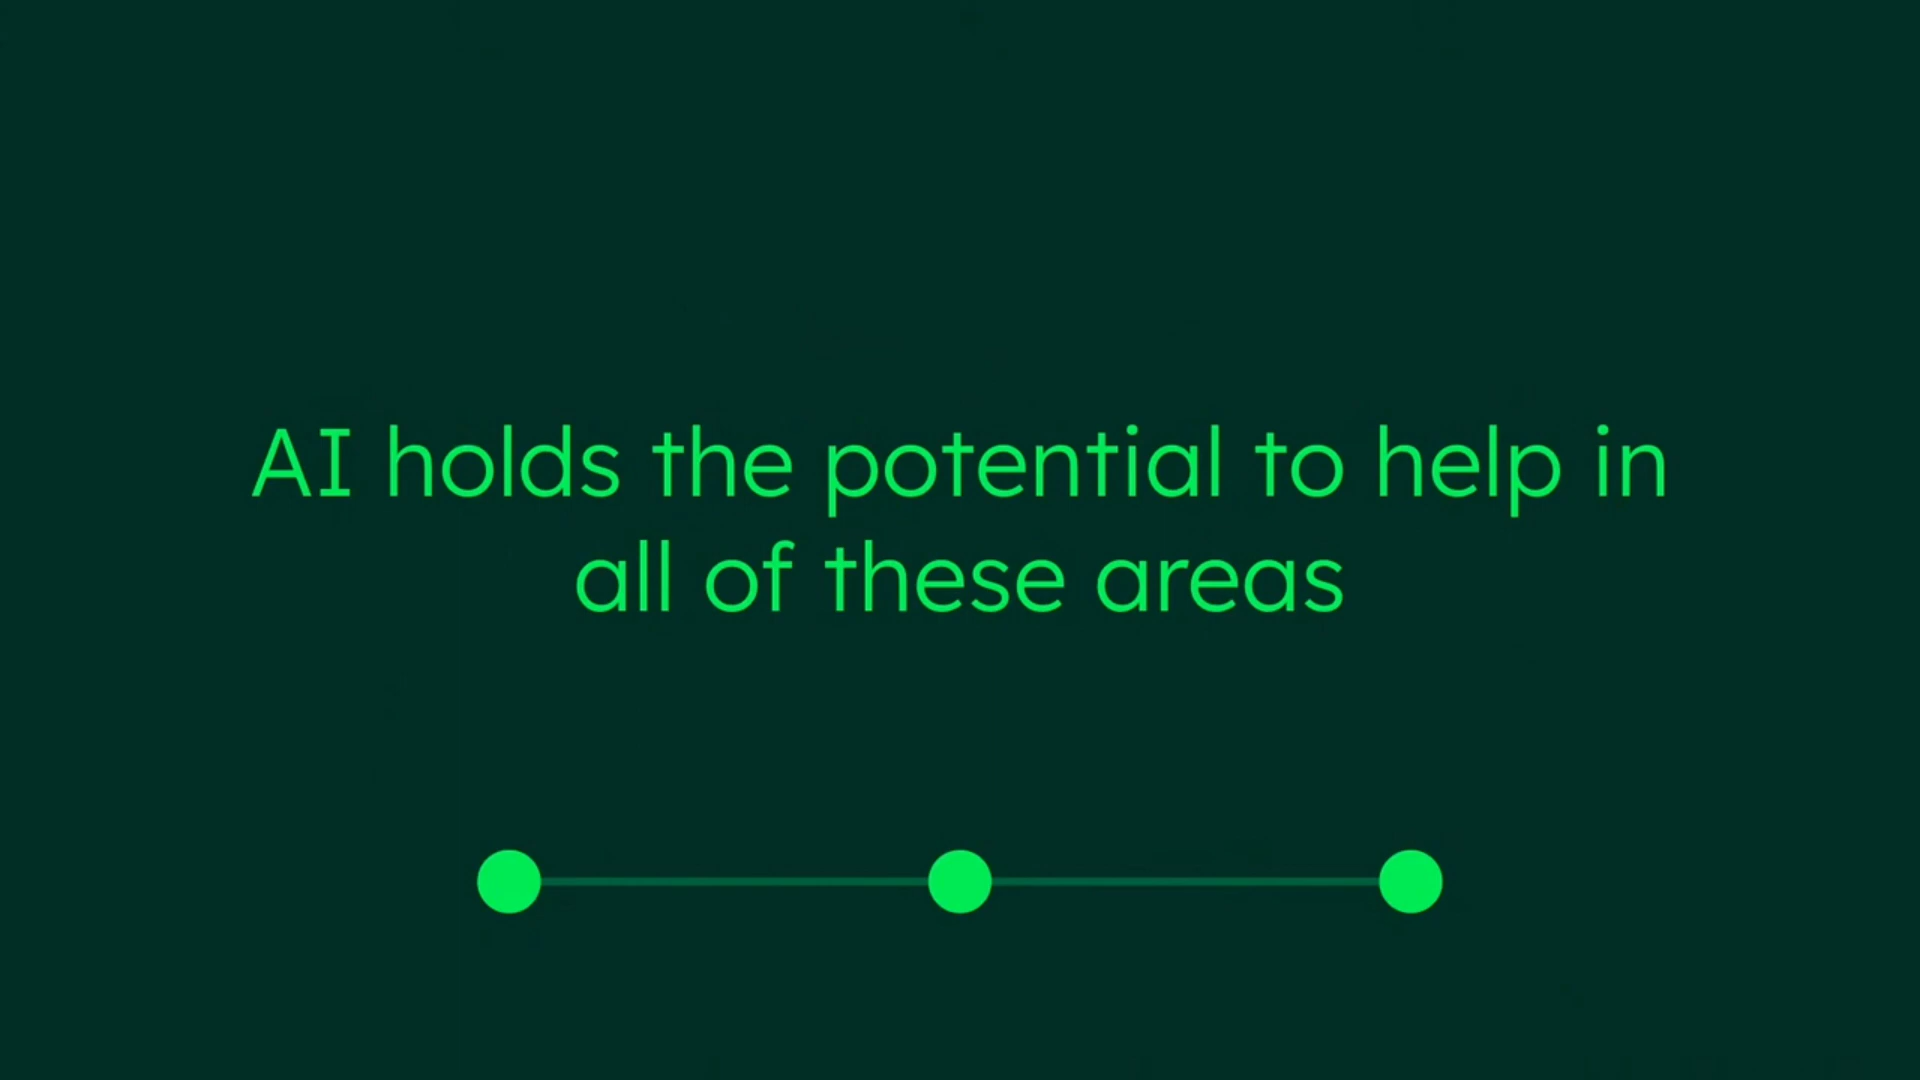 AI holds the potential to help in
all of these areas